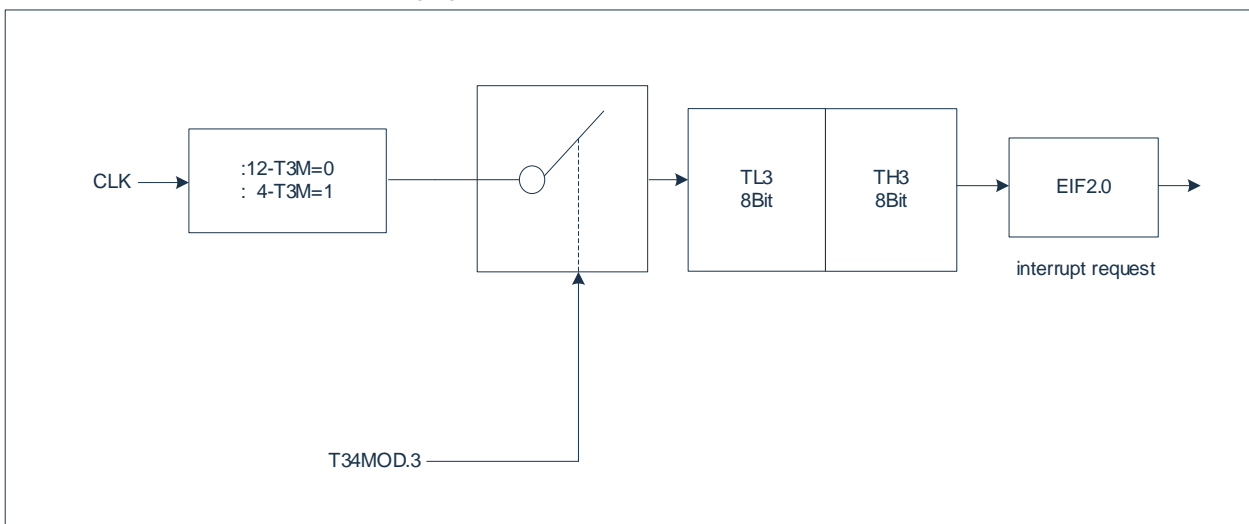 :12-T3M=0
: 4-T3M=1
CLK
TL3
8Bit
TH3
8Bit
EIF2.0
interrupt request
T34MOD.3